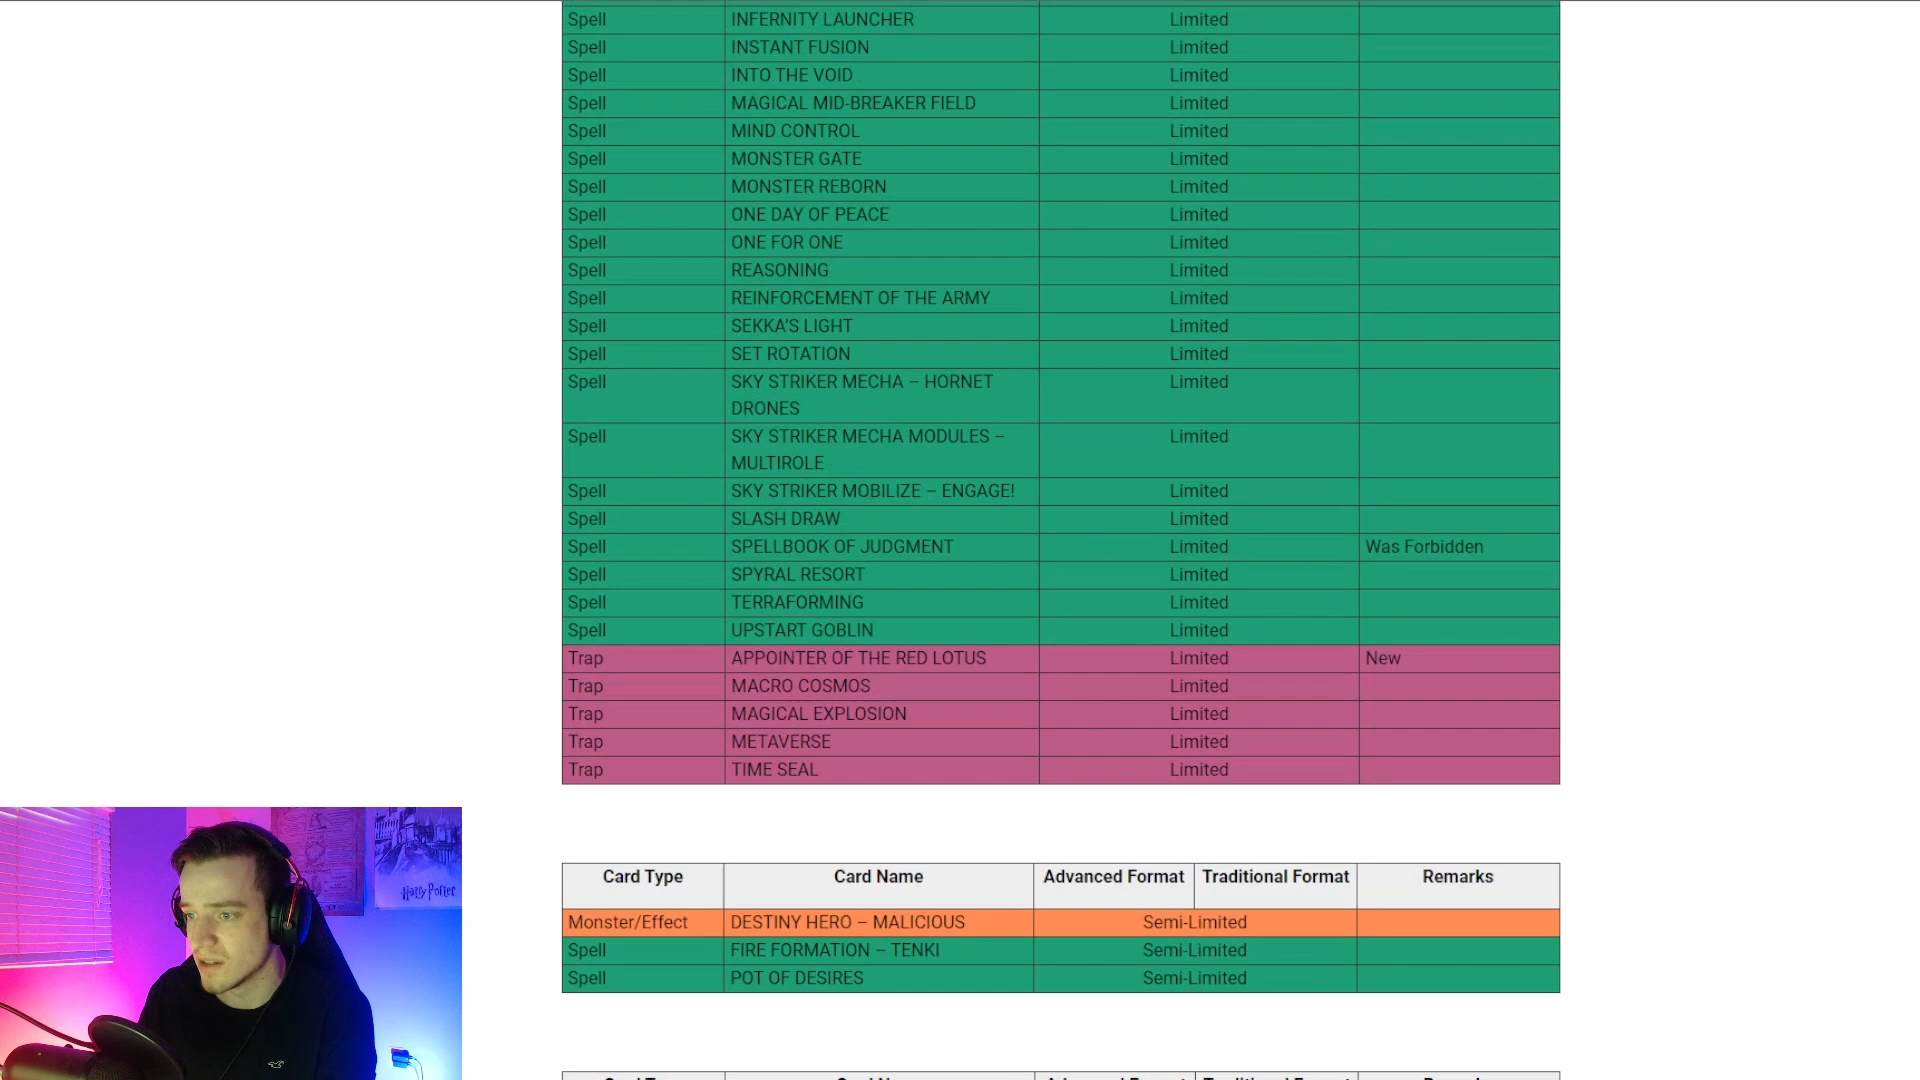 Spell INFERNITY LAUNCHER Limited
Spell INSTANT FUSION Limited
Spell INTO THE VOID Limited
Spell MAGICAL MID-BREAKER FIELD Limited
Spell MIND CONTROL Limited
Spell MONSTER GATE Limited
Spell MONSTER REBORN Limited
Spell ONE DAY OF PEACE Limited
Spell ONE FOR ONE Limited
Spell REASONING Limited
Spell REINFORCEMENT OF THE ARMY Limited
Spell SEKKA’S LIGHT Limited
Spell SET ROTATION Limited
Spell SKY STRIKER MECHA – HORNET Limited
DRONES
Spell SKY STRIKER MECHA MODULES – Limited
MULTIROLE
Spell SKY STRIKER MOBILIZE – ENGAGE! Limited
Spell SLASH DRAW Limited
Spell SPELLBOOK OF JUDGMENT Limited Was Forbidden
Spell SPYRAL RESORT Limited
Spell TERRAFORMING Limited
Spell UPSTART GOBLIN Limited
Trap APPOINTER OF THE RED LOTUS Limited New
Trap MACRO COSMOS Limited
Trap MAGICAL EXPLOSION Limited
Trap METAVERSE Limited
Trap TIME SEAL Limited
Card Type Card Name Advanced Format Traditional Format Remarks
Monster/Effect DESTINY HERO – MALICIOUS Semi-Limited
Spell FIRE FORMATION – TENKI Semi-Limited
Spell POT OF DESIRES Semi-Limited
Harry Potter